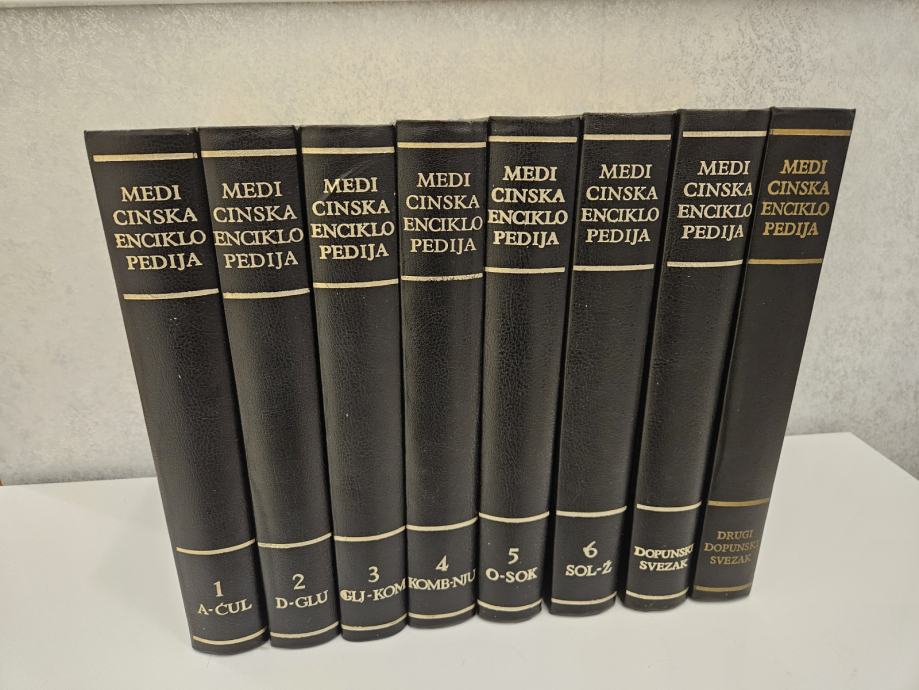 MEDI
CINSKA
ENCIKLO
PEDIJA
1
A-ĆUL
MEDI
CINSKA
ENCIKLO
PEDIJA
2
D-GLU
MEDI
CINSKA
ENCIKLO
PEDIJA
3
GLJ-KOM
MEDI
CINSKA
ENCIKLO
PEDIJA
4
KOMB-NJU
MEDI
CINSKA
ENCIKLO
PEDIJA
5
O-SOK
MEDI
CINSKA
ENCIKLO
PEDIJA
6
SOL-Ž
MEDI
CINSKA
ENCIKLO
PEDIJA
DOPUNSKI
SVEZAK
MEDI
CINSKA
ENCIKLO
PEDIJA
DRUGI
DOPUNSKI
SVEZAK